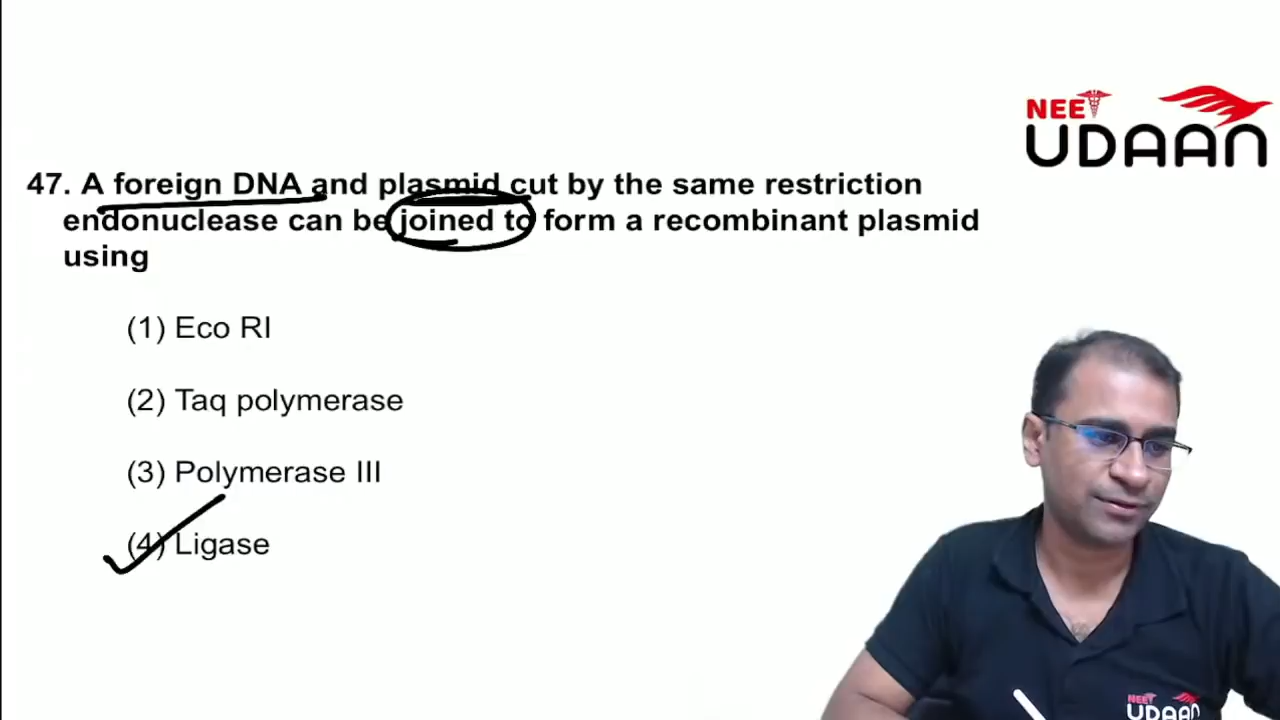 NEET
UDAAN
47. A foreign DNA and plasmid cut by the same restriction
endonuclease can be joined to form a recombinant plasmid
using
(1) Eco RI
(2) Taq polymerase
(3) Polymerase III
(4) Ligase
NEET
UDAAN